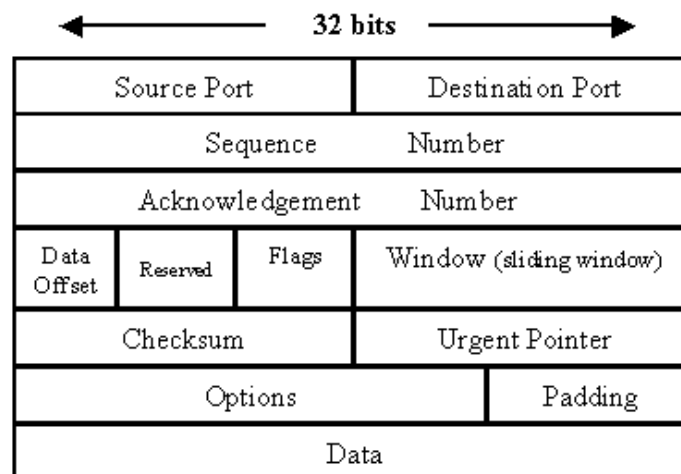 32 bits
Source Port
Destination Port
Sequence Number
Acknowledgement Number
Data
Offset
Reserved
Flags
Window (sliding window)
Checksum
Urgent Pointer
Options
Padding
Data